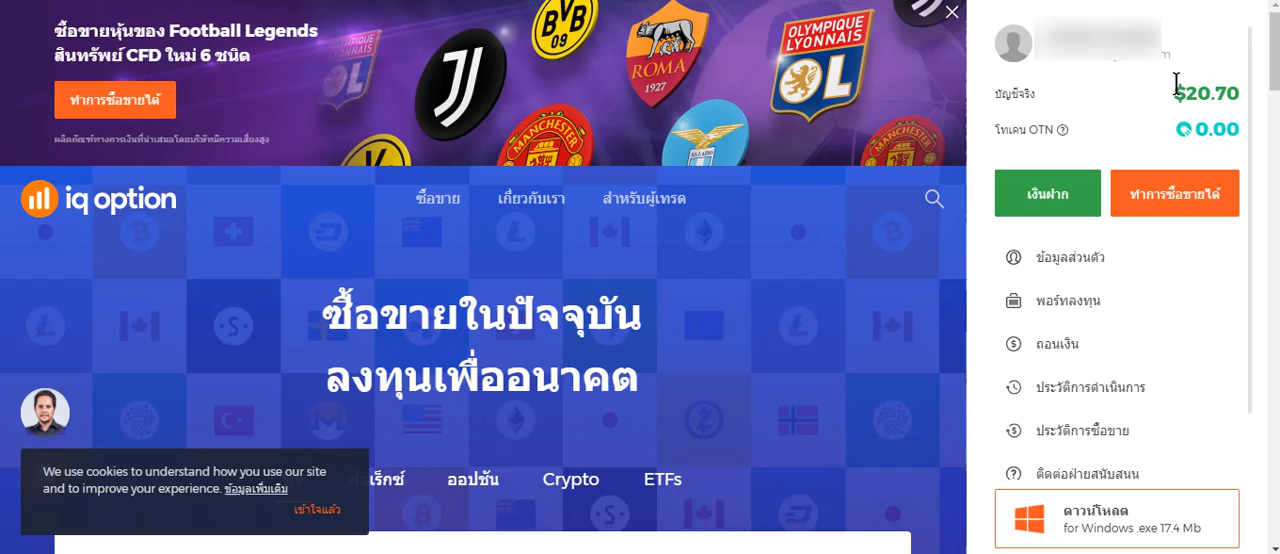 ซื้อขายหุ้นของ Football Legends
สินทรัพย์ CFD ใหม่ 6 ชนิด
ทำการซื้อขายได้
ผลิตภัณฑ์ทางการเงินที่นำเสนอโดยบริษัทมีความเสี่ยงสูง
OL
BVB
09
ROMA
1927
OLYMPIQUE
LYONNAIS
OL
MANCHESTER
S.S. LAZIO
MANCHESTER
iq option
ซื้อขาย
เกี่ยวกับเรา
สำหรับผู้เทรด
ซื้อขายในปัจจุบัน
ลงทุนเพื่ออนาคต
ออปชัน
Crypto
ETFs
We use cookies to understand how you use our site
and to improve your experience. ข้อมูลเพิ่มเติม
เข้าใจแล้ว
บัญชีจริง
$20.70
โทเคน OTN
0.00
เงินฝาก
ทำการซื้อขายได้
ข้อมูลส่วนตัว
พอร์ทลงทุน
ถอนเงิน
ประวัติการดำเนินการ
ประวัติการซื้อขาย
ติดต่อฝ่ายสนับสนุน
ดาวน์โหลด
for Windows .exe 17.4 Mb